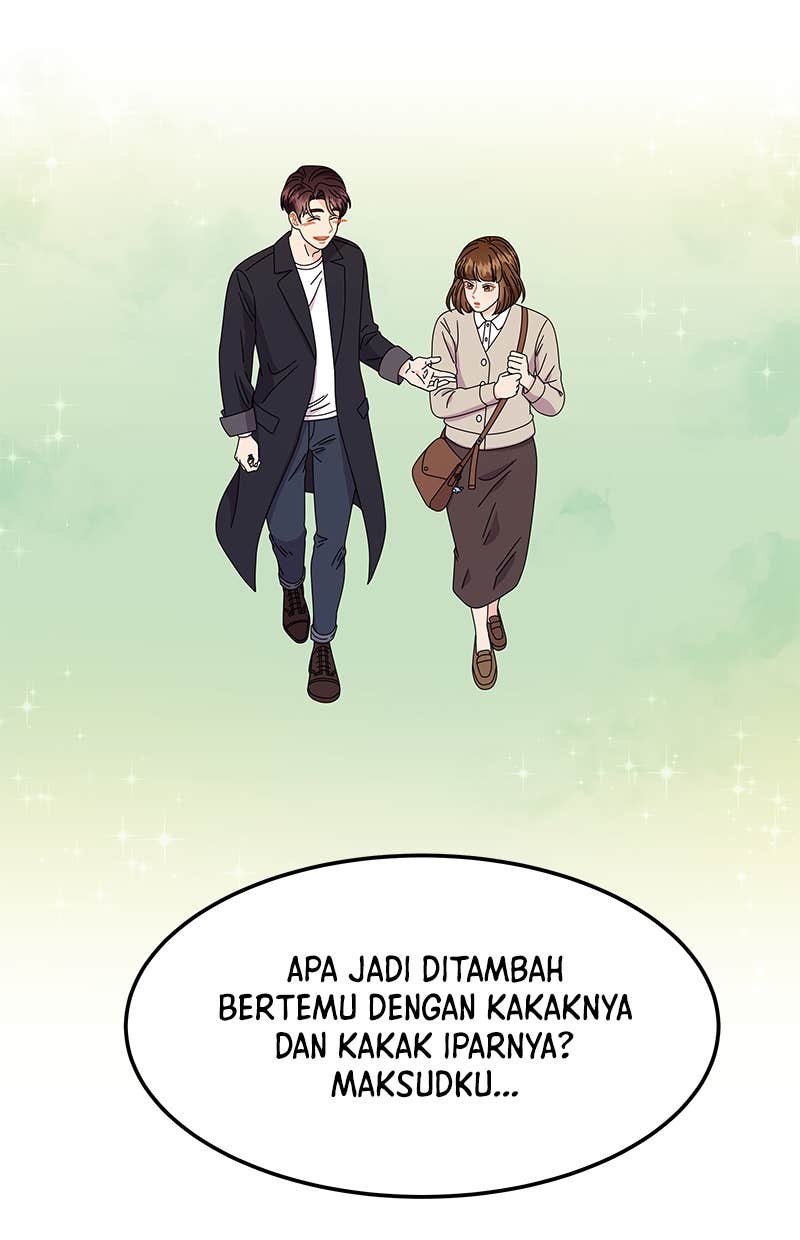 APA JADI DITAMBAH
BERTEMU DENGAN KAKAKNYA
DAN KAKAK IPARNYA?
MAKSUDKU...